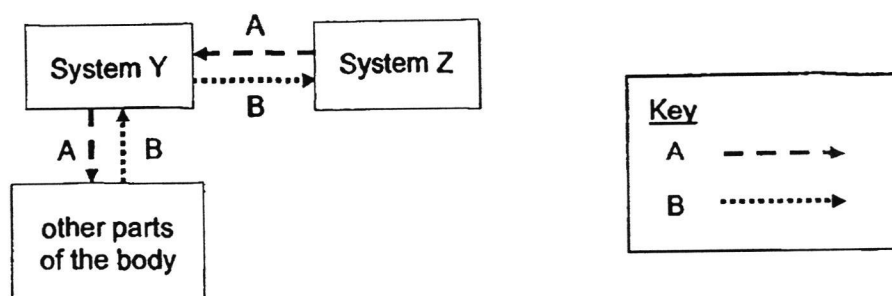 A
System Y
System Z
B
A
B
other parts
of the body
Key
A
B